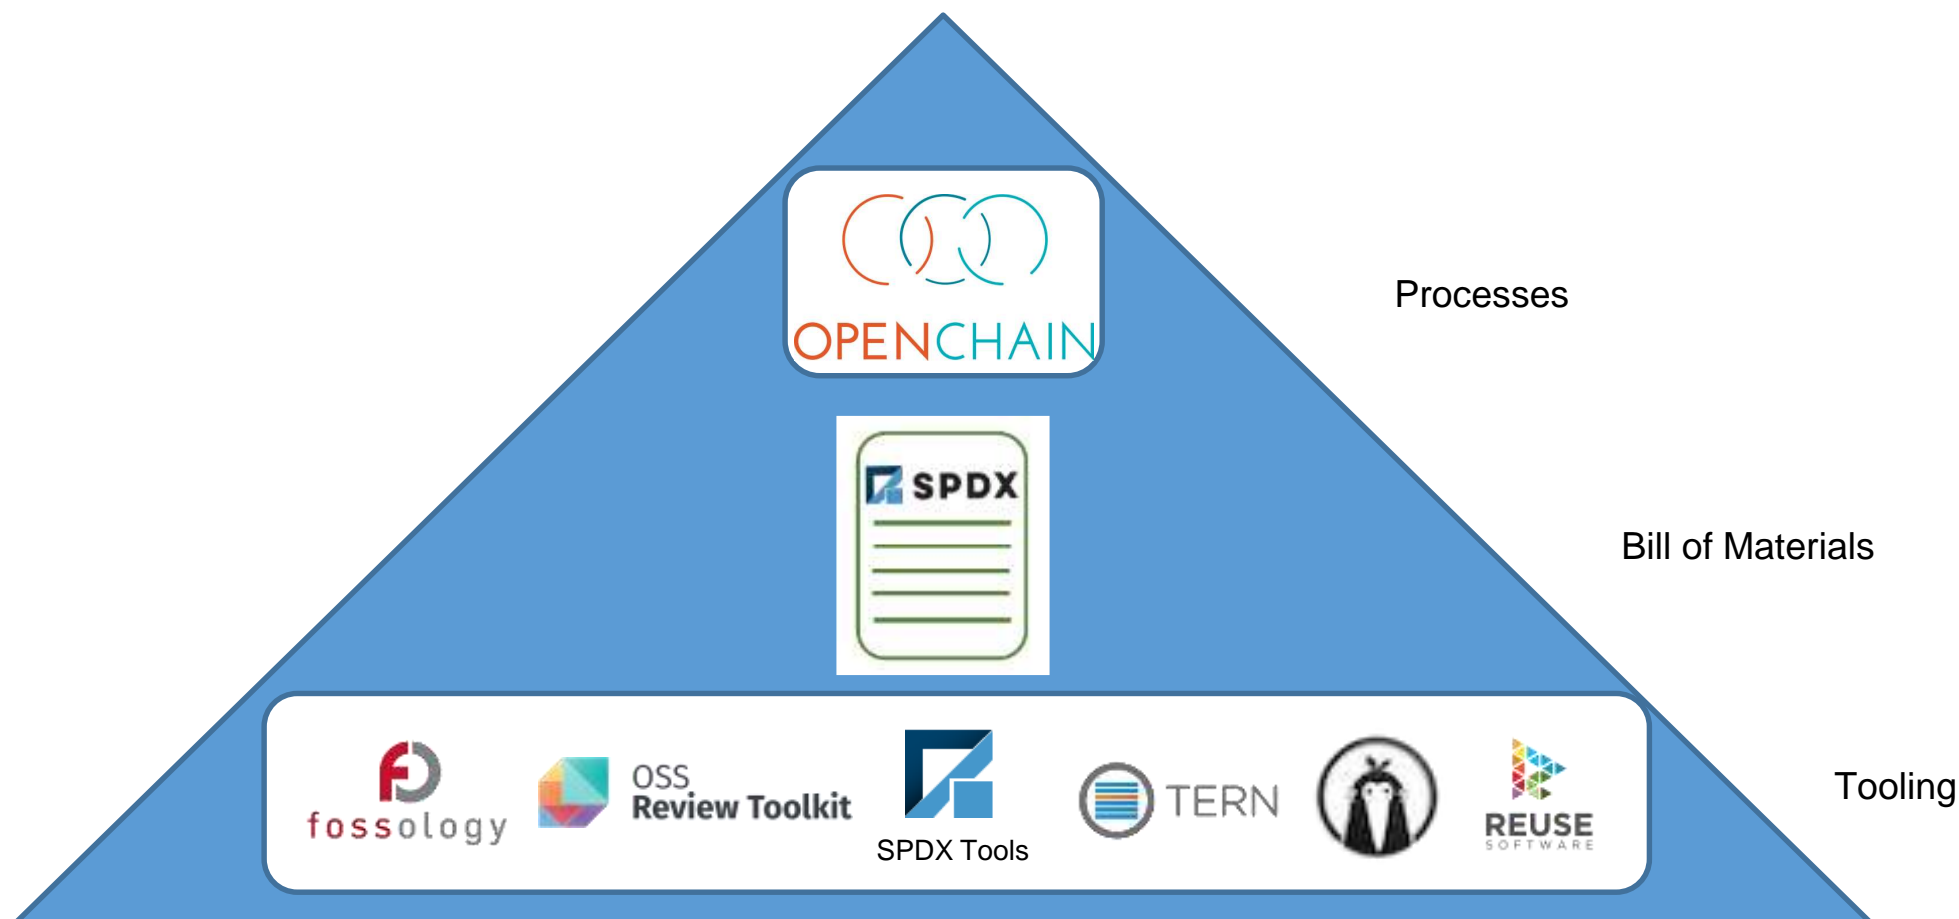 OPENCHAIN
Processes
SPDX
Bill of Materials
fossology
OSS
Review Toolkit
SPDX Tools
TERN
REUSE
SOFTWARE
Tooling